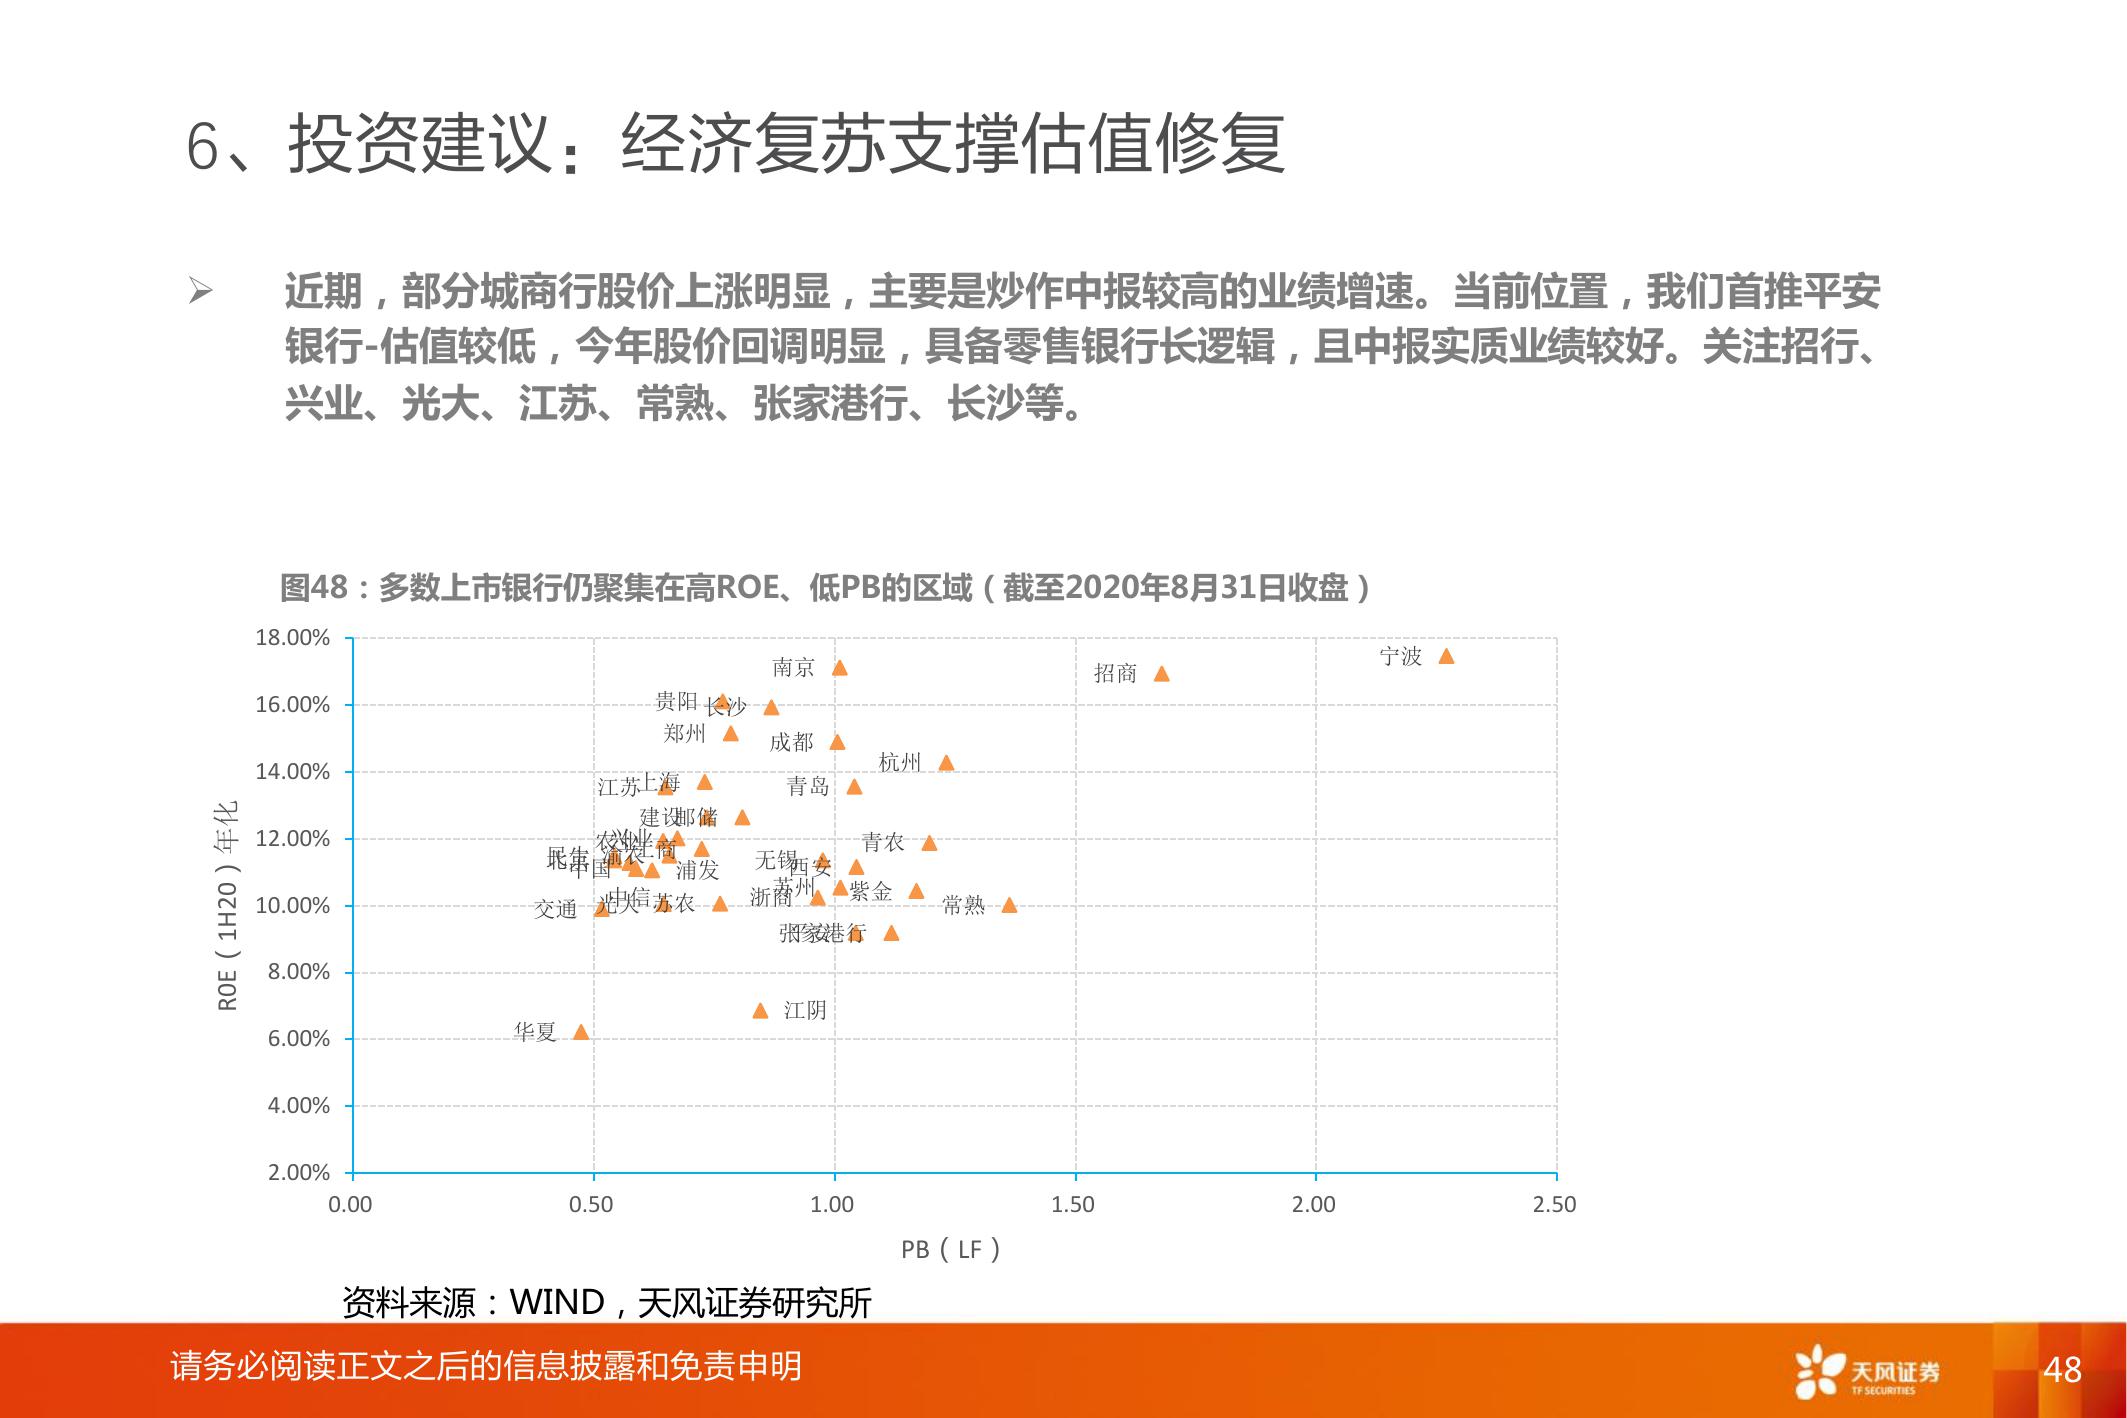 6、投资建议：经济复苏支撑估值修复
➢ 近期，部分城商行股价上涨明显，主要是炒作中报较高的业绩增速。当前位置，我们首推平安
银行-估值较低，今年股价回调明显，具备零售银行长逻辑，且中报实质业绩较好。关注招行、
兴业、光大、江苏、常熟、张家港行、长沙等。
图48：多数上市银行仍聚集在高ROE、低PB的区域（截至2020年8月31日收盘）
ROE（1H20）年化
18.00%
16.00%
14.00%
12.00%
10.00%
8.00%
6.00%
4.00%
2.00%
宁波
南京
招商
贵阳
长沙
郑州
成都
杭州
江苏
上海
青岛
建设
邮储
兴业
青农
工商
渝农
无锡
西安
中国
浦发
苏州
紫金
中信
浙商
光大
苏农
常熟
交通
张家港行
江阴
华夏
0.00
0.50
1.00
1.50
2.00
2.50
PB（LF）
资料来源：WIND，天风证券研究所
请务必阅读正文之后的信息披露和免责申明
天风证券
TF SECURITIES
48